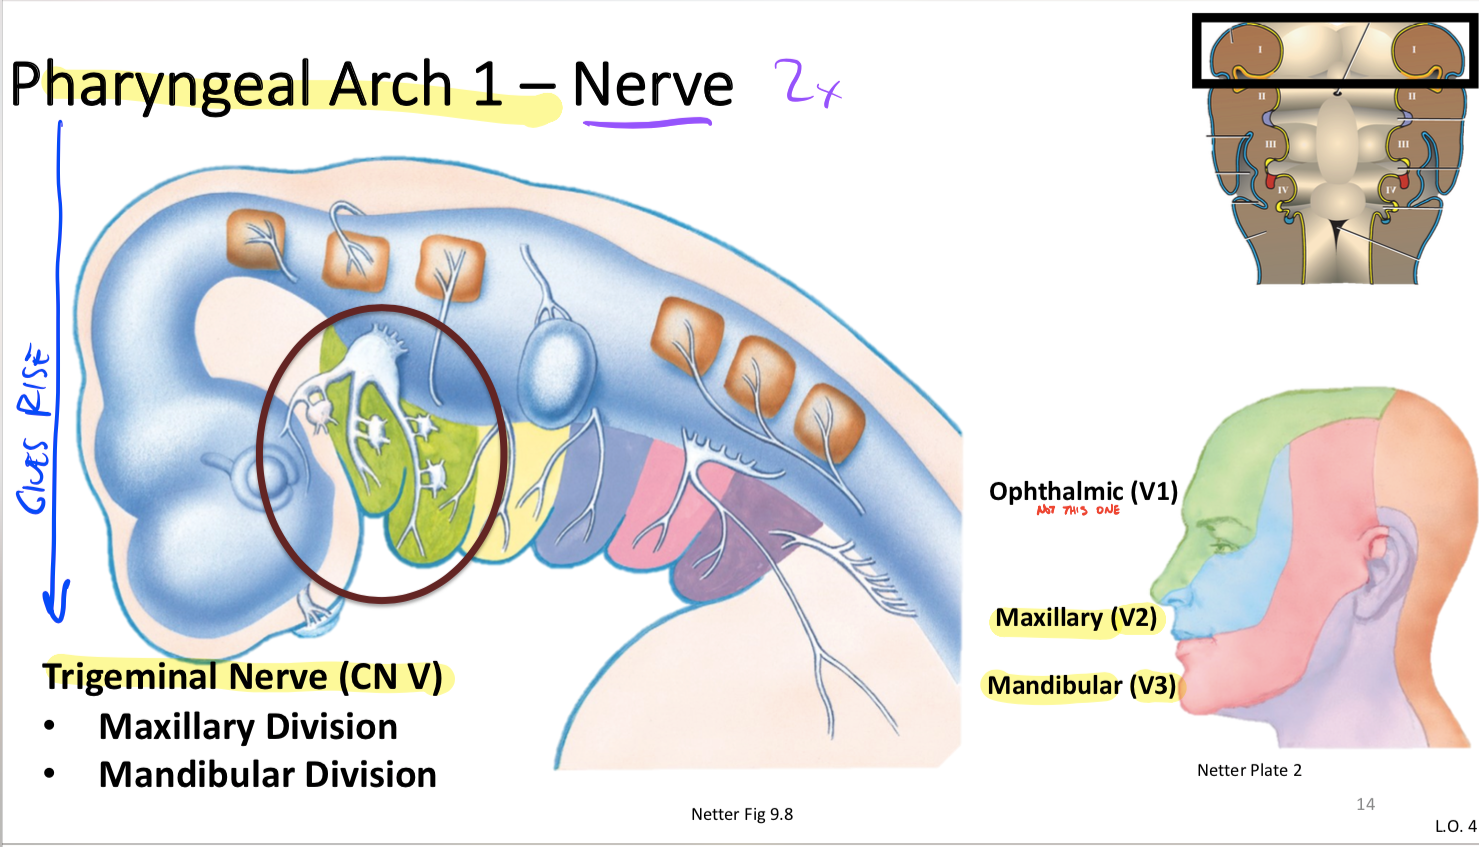 Pharyngeal Arch 1 – Nerve 2x
I I
II II
III III
IV IV
GIVES RISE
Ophthalmic (V1)
NOT THIS ONE
Maxillary (V2)
Mandibular (V3)
Trigeminal Nerve (CN V)
• Maxillary Division
• Mandibular Division
Netter Plate 2
Netter Fig 9.8
14
L.O. 4